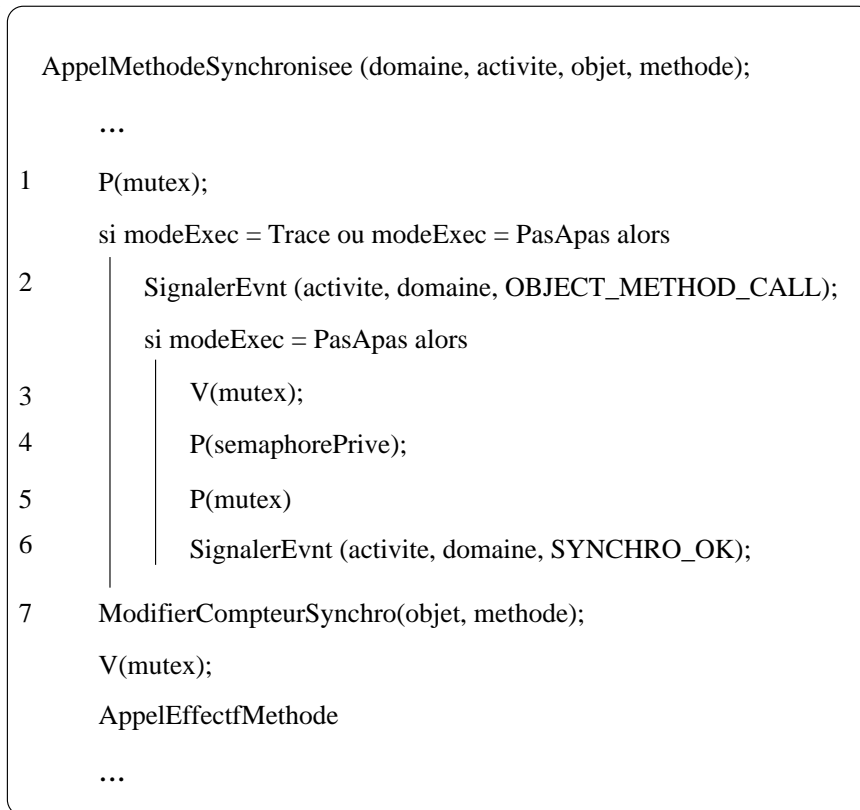 AppelMethodeSynchronisee (domaine, activite, objet, methode);
...
1 P(mutex);
si modeExec = Trace ou modeExec = PasApas alors
2 SignalerEvnt (activite, domaine, OBJECT_METHOD_CALL);
si modeExec = PasApas alors
3 V(mutex);
4 P(semaphorePrive);
5 P(mutex)
6 SignalerEvnt (activite, domaine, SYNCHRO_OK);
7 ModifierCompteurSynchro(objet, methode);
V(mutex);
AppelEffectfMethode
...